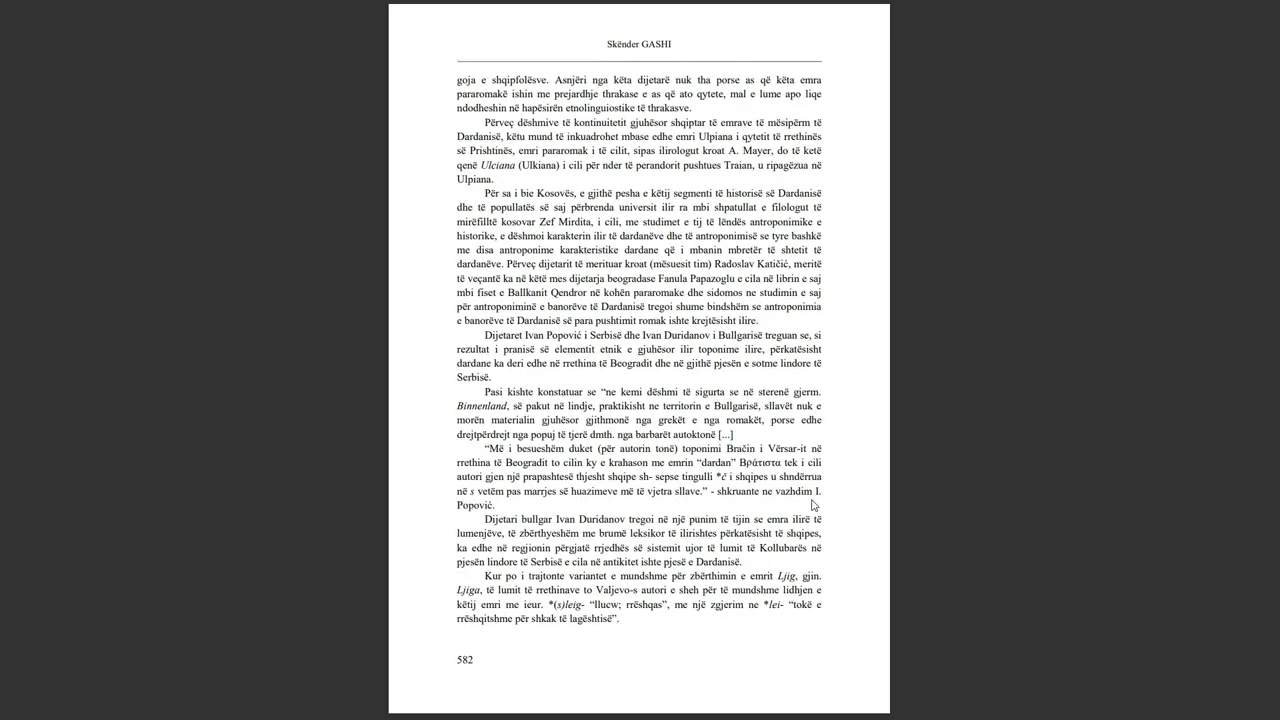 Skënder GASHI
goja e shqipfolësve. Asnjëri nga këta dijetarë nuk tha porse as që këta emra
pararomakë ishin me prejardhje thrakase e as që ato qytete, mal e lume apo liqe
ndodheshin në hapësirën etnolinguiostike të thrakasve.
Përveç dëshmive të kontinuitetit gjuhësor shqiptar të emrave të mësipërm të
Dardanisë, këtu mund të inkuadrohet mbase edhe emri Ulpiana i qytetit të rrethinës
së Prishtinës, emri pararomak i të cilit, sipas ilirologut kroat A. Mayer, do të ketë
qenë Ulciana (Ulkiana) i cili për nder të perandorit pushtues Traian, u ripagëzua në
Ulpiana.
Për sa i bie Kosovës, e gjithë pesha e këtij segmenti të historisë së Dardanisë
dhe të popullatës së saj përbrenda universit ilir ra mbi shpatullat e filologut të
mirëfilltë kosovar Zef Mirdita, i cili, me studimet e tij të lëndës antroponimike e
historike, e dëshmoi karakterin ilir të dardanëve dhe të antroponimisë se tyre bashkë
me disa antroponime karakteristike dardane që i mbanin mbretër të shtetit të
dardanëve. Përveç dijetarit të merituar kroat (mësuesit tim) Radoslav Katičić, meritë
të veçantë ka në këtë mes dijetarja beogradase Fanula Papazoglu e cila në librin e saj
mbi fiset e Ballkanit Qendror në kohën pararomake dhe sidomos ne studimin e saj
për antroponiminë e banorëve të Dardanisë tregoi shume bindshëm se antroponimia
e banorëve të Dardanisë së para pushtimit romak ishte krejtësisht ilire.
Dijetaret Ivan Popović i Serbisë dhe Ivan Duridanov i Bullgarisë treguan se, si
rezultat i pranisë së elementit etnik e gjuhësor ilir toponime ilire, përkatësisht
dardane ka deri edhe në rrethina të Beogradit dhe në gjithë pjesën e sotme lindore të
Serbisë.
Pasi kishte konstatuar se “ne kemi dëshmi të sigurta se në sterenë gjerm.
Binnenland, së pakut në lindje, praktikisht ne territorin e Bullgarisë, sllavët nuk e
morën materialin gjuhësor gjithmonë nga grekët e nga romakët, porse edhe
drejtpërdrejt nga popuj të tjerë dmth. nga barbarët autoktonë [...]
“Më i besueshëm duket (për autorin tonë) toponimi Bračin i Vërsar-it në
rrethina të Beogradit to cilin ky e krahason me emrin “dardan” Βράτιστα tek i cili
autori gjen një prapashtesë thjesht shqipe sh- sepse tingulli *č i shqipes u shndërrua
në s vetëm pas marrjes së huazimeve më të vjetra sllave.” - shkruante ne vazhdim I.
Popović.
Dijetari bullgar Ivan Duridanov tregoi në një punim të tijin se emra ilirë të
lumenjëve, të zbërthyeshëm me brumë leksikor të ilirishtes përkatësisht të shqipes,
ka edhe në regjionin përgjatë rrjedhës së sistemit ujor të lumit të Kollubarës në
pjesën lindore të Serbisë e cila në antikitet ishte pjesë e Dardanisë.
Kur po i trajtonte variantet e mundshme për zbërthimin e emrit Ljig, gjin.
Ljiga, të lumit të rrethinave to Valjevo-s autori e sheh për të mundshme lidhjen e
këtij emri me ieur. *(s)leig- “llucw; rrëshqas”, me një zgjerim ne *lei- “tokë e
rrëshqitshme për shkak të lagështisë”.
582